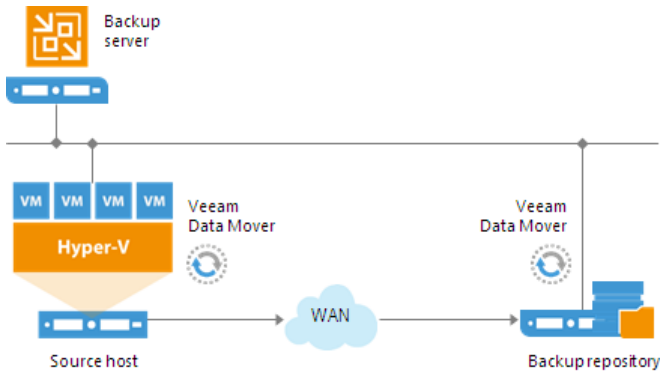 Backup
server
VM VM VM VM
Hyper-V
Veeam
Data Mover
Veeam
Data Mover
WAN
Source host
Backup repository